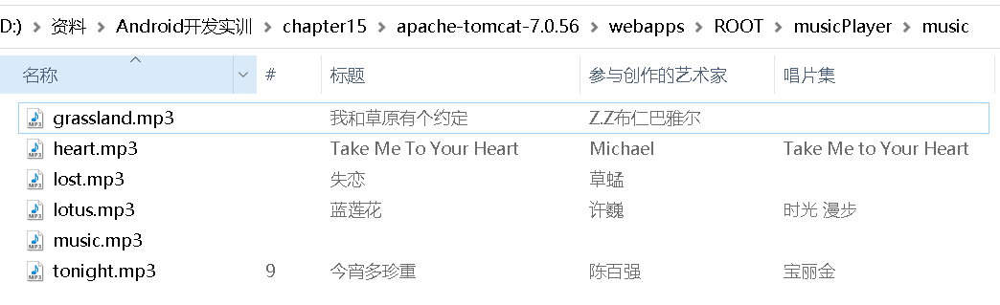 D:) › 资料 › Android开发实训 › chapter15 › apache-tomcat-7.0.56 › webapps › ROOT › musicPlayer › music
名称 # 标题 参与创作的艺术家 唱片集
grassland.mp3 我和草原有个约定 Z.Z布仁巴雅尔
heart.mp3 Take Me To Your Heart Michael Take Me to Your Heart
lost.mp3 失恋 草蜢
lotus.mp3 蓝莲花 许巍 时光 漫步
music.mp3
tonight.mp3 9 今宵多珍重 陈百强 宝丽金